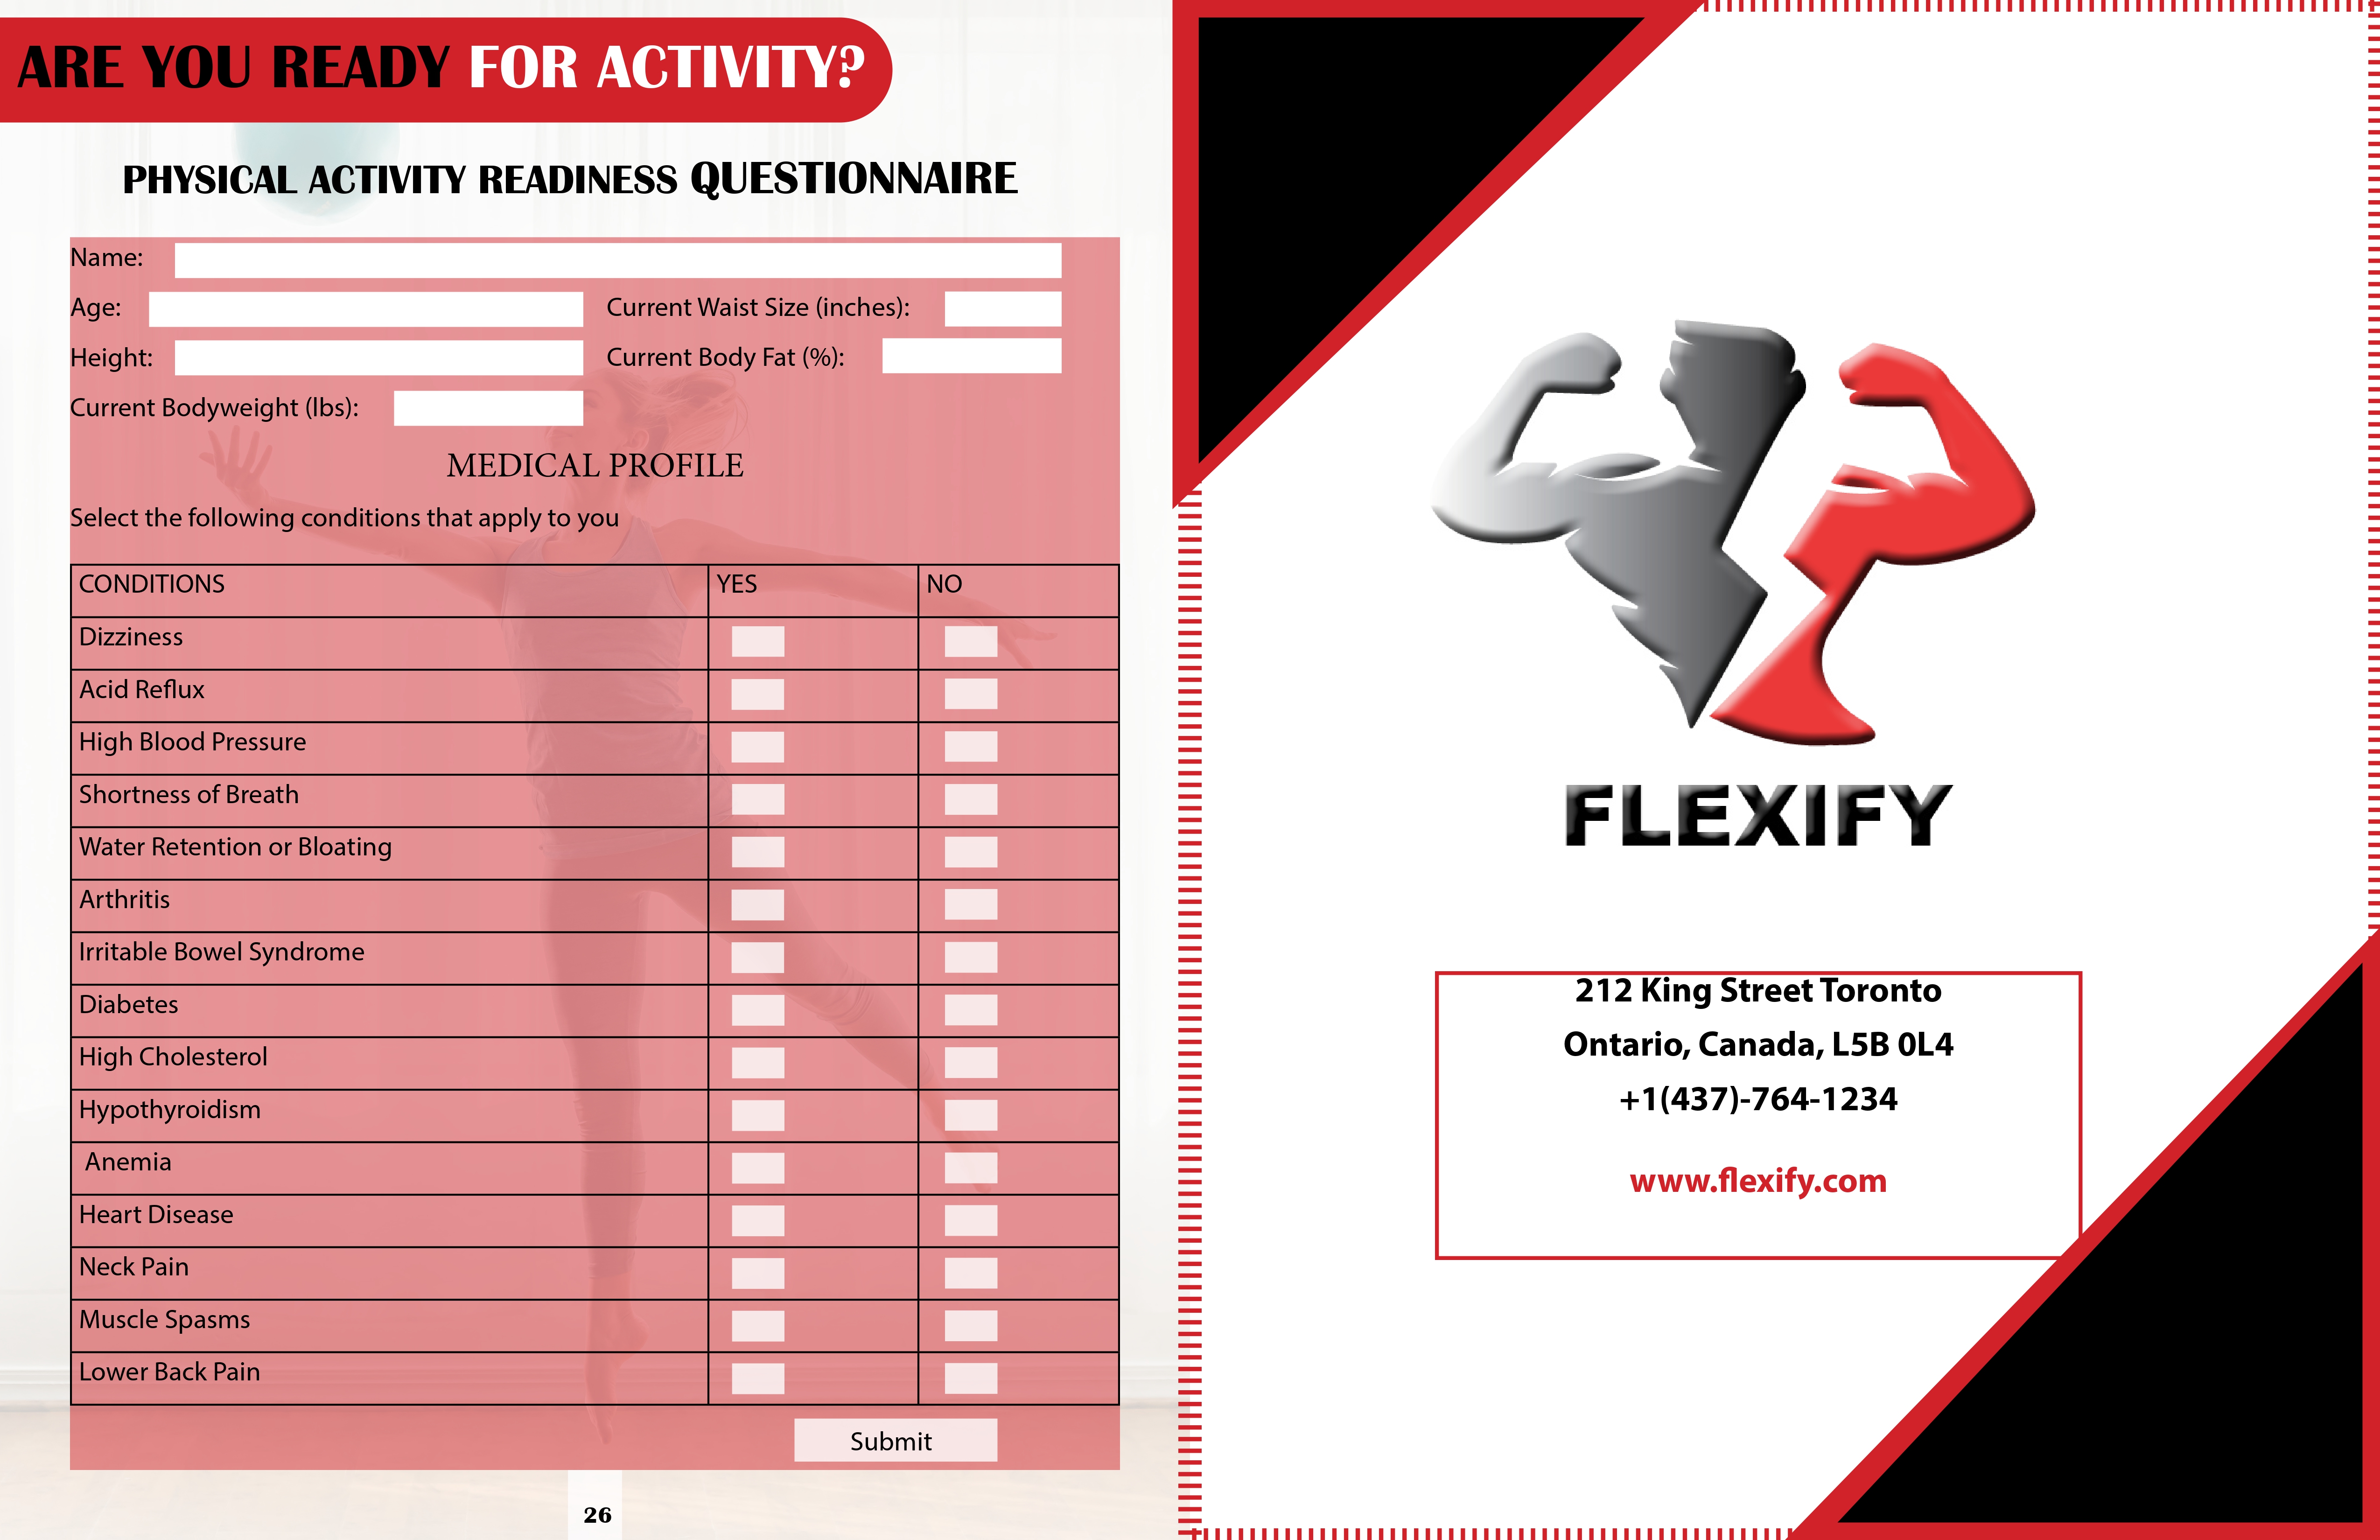 ARE YOU READY FOR ACTIVITY?
PHYSICAL ACTIVITY READINESS QUESTIONNAIRE
Name:
Age:
Current Waist Size (inches):
Height:
Current Body Fat (%):
Current Bodyweight (lbs):
MEDICAL PROFILE
Select the following conditions that apply to you
CONDITIONS YES NO
Dizziness
Acid Reflux
High Blood Pressure
Shortness of Breath
Water Retention or Bloating
Arthritis
Irritable Bowel Syndrome
Diabetes
High Cholesterol
Hypothyroidism
Anemia
Heart Disease
Neck Pain
Muscle Spasms
Lower Back Pain
Submit
26
FLEXIFY
212 King Street Toronto
Ontario, Canada, L5B 0L4
+1(437)-764-1234
www.flexify.com